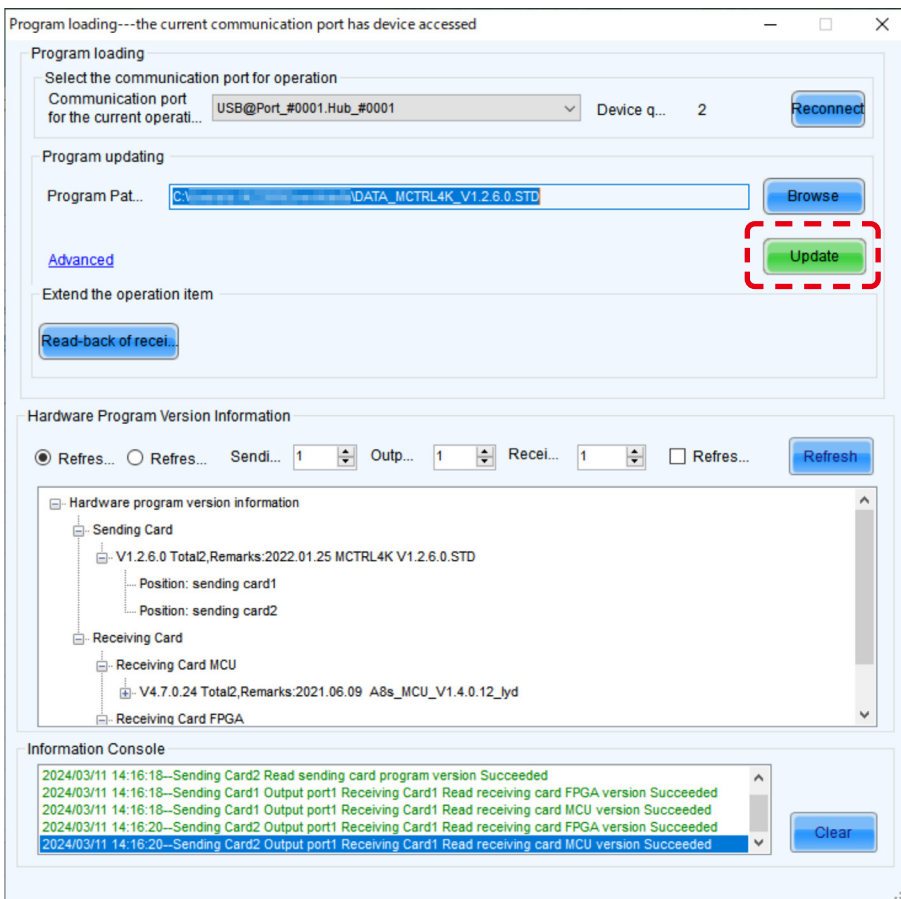 Program loading---the current communication port has device accessed
Program loading
Select the communication port for operation
Communication port
for the current operati...
USB@Port_#0001.Hub_#0001
Device q...
2
Reconnect
Program updating
Program Pat...
C:\
\DATA_MCTRL4K_V1.2.6.0.STD
Browse
Advanced
Update
Extend the operation item
Read-back of recei...
Hardware Program Version Information
Refres...
Refres...
Sendi...
1
Outp...
1
Recei...
1
Refres...
Refresh
Hardware program version information
Sending Card
V1.2.6.0 Total2,Remarks:2022.01.25 MCTRL4K V1.2.6.0.STD
Position: sending card1
Position: sending card2
Receiving Card
Receiving Card MCU
V4.7.0.24 Total2,Remarks:2021.06.09 A8s_MCU_V1.4.0.12_lyd
Receiving Card FPGA
Information Console
2024/03/11 14:16:18--Sending Card2 Read sending card program version Succeeded
2024/03/11 14:16:18--Sending Card1 Output port1 Receiving Card1 Read receiving card FPGA version Succeeded
2024/03/11 14:16:18--Sending Card1 Output port1 Receiving Card1 Read receiving card MCU version Succeeded
2024/03/11 14:16:20--Sending Card2 Output port1 Receiving Card1 Read receiving card FPGA version Succeeded
2024/03/11 14:16:20--Sending Card2 Output port1 Receiving Card1 Read receiving card MCU version Succeeded
Clear